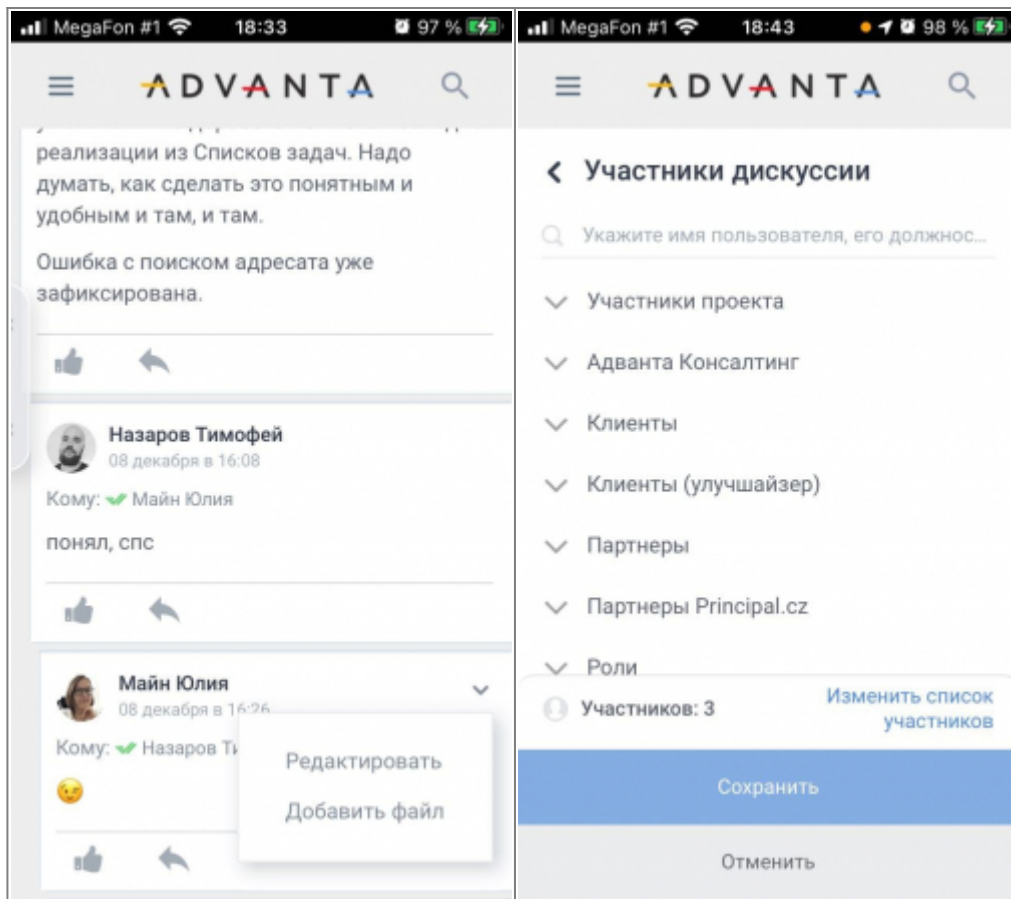 MegaFon #1 18:33 97 %
ADVANTA
реализации из Списков задач. Надо
думать, как сделать это понятным и
удобным и там, и там.
Ошибка с поиском адресата уже
зафиксирована.
Назаров Тимофей
08 декабря в 16:08
Кому: Майн Юлия
понял, спс
Майн Юлия
08 декабря в 16:26
Кому: Назаров Ти
Редактировать
Добавить файл
MegaFon #1 18:43 98 %
ADVANTA
Участники дискуссии
Укажите имя пользователя, его должнос...
Участники проекта
Адванта Консалтинг
Клиенты
Клиенты (улучшайзер)
Партнеры
Партнеры Principal.cz
Роли
Участников: 3
Изменить список
участников
Сохранить
Отменить